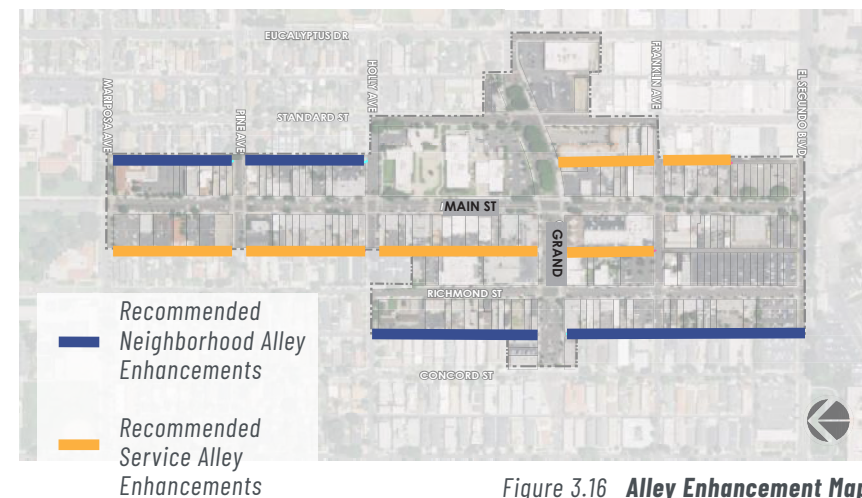 EUCALYPTUS DR
MARIPOSA AVE
PINE AVE
HOLLY AVE
FRANKLIN AVE
EL SEGUNDO BLVD
STANDARD ST
MAIN ST
GRAND
RICHMOND ST
CONCORD ST
Recommended
Neighborhood Alley
Enhancements
Recommended
Service Alley
Enhancements
Figure 3.16 Alley Enhancement Map